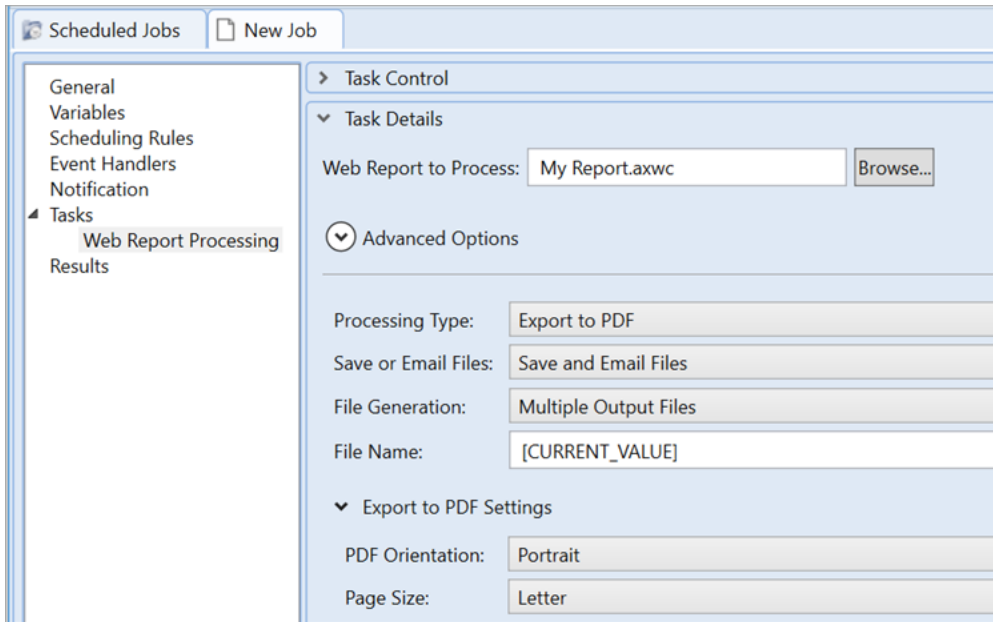 Scheduled Jobs
New Job
General
Variables
Scheduling Rules
Event Handlers
Notification
Tasks
Web Report Processing
Results
Task Control
Task Details
Web Report to Process: My Report.axwc Browse...
Advanced Options
Processing Type: Export to PDF
Save or Email Files: Save and Email Files
File Generation: Multiple Output Files
File Name: [CURRENT_VALUE]
Export to PDF Settings
PDF Orientation: Portrait
Page Size: Letter